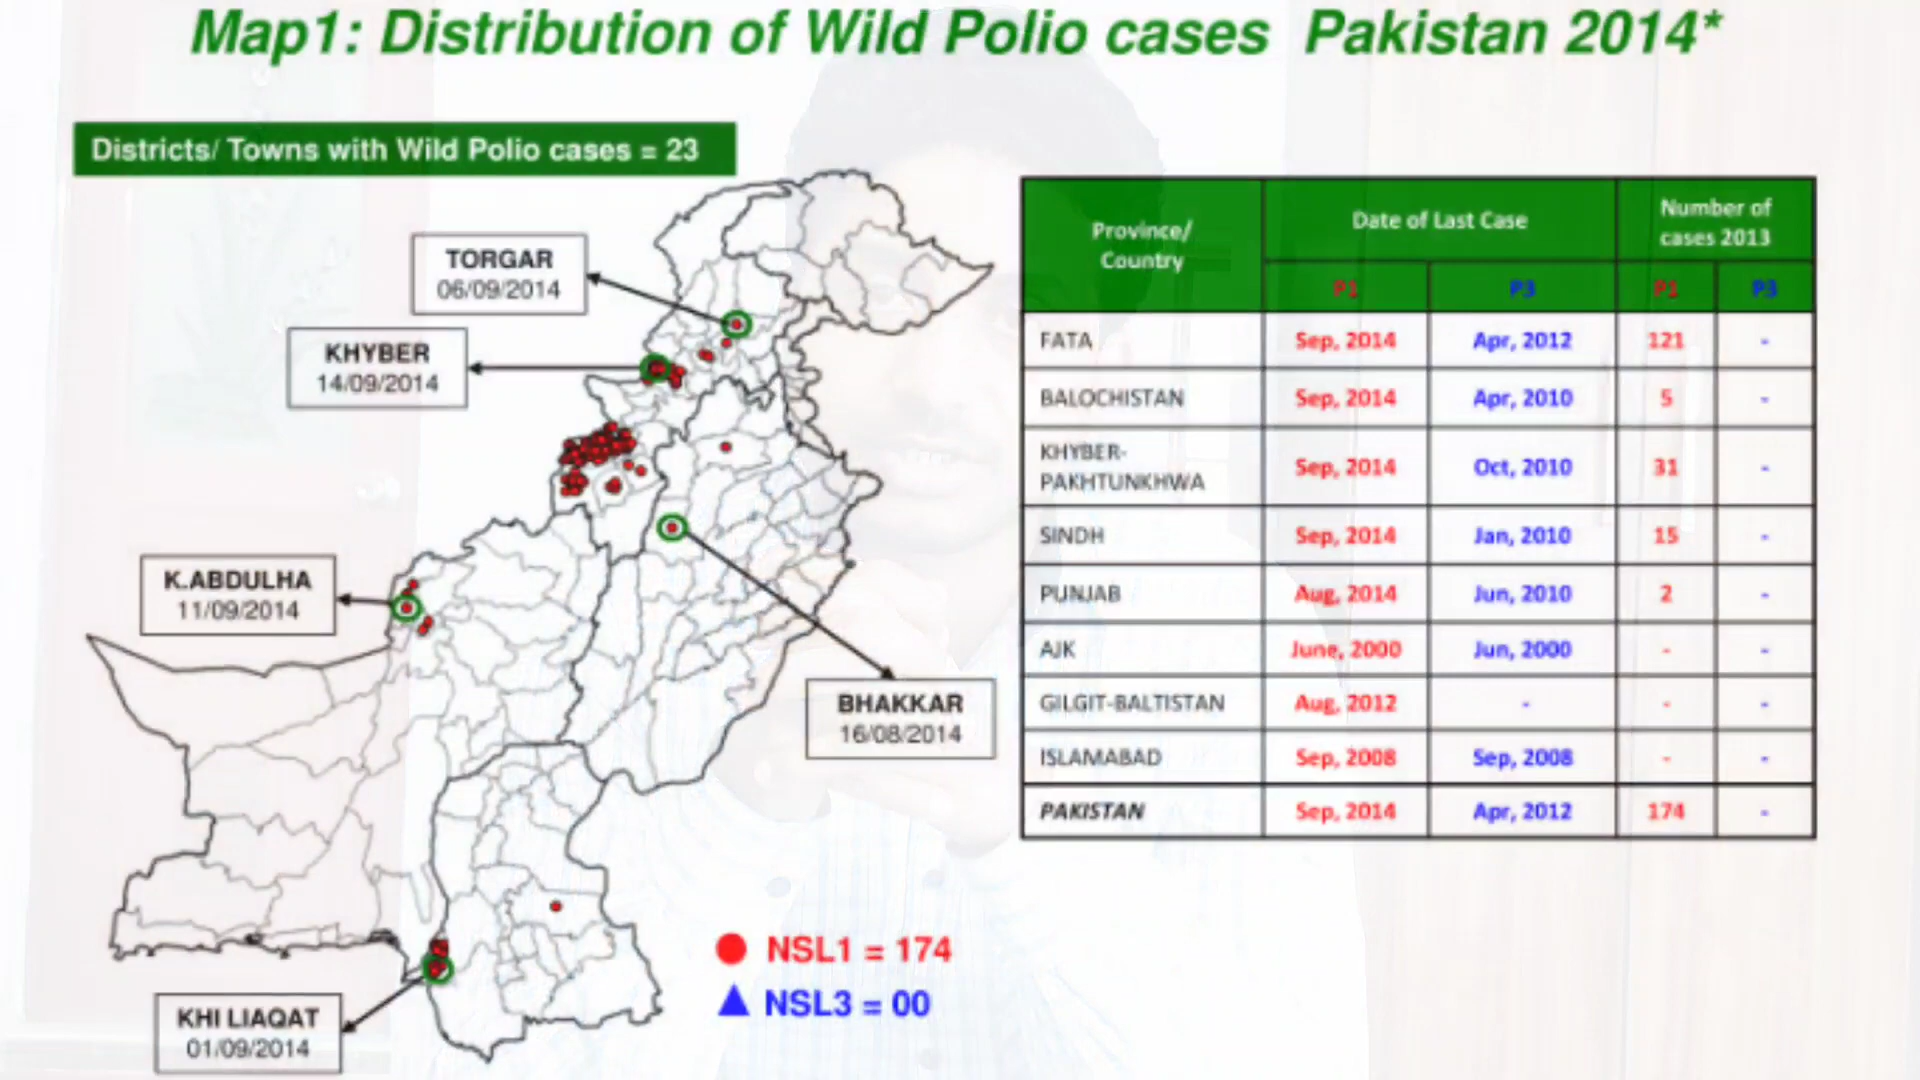 Map1: Distribution of Wild Polio cases Pakistan 2014*
Districts/ Towns with Wild Polio cases = 23
TORGAR
06/09/2014
KHYBER
14/09/2014
K.ABDULHA
11/09/2014
BHAKKAR
16/08/2014
KHI LIAQAT
01/09/2014
NSL1 = 174
NSL3 = 00
Province/ Country Date of Last Case Number of cases 2013
P1 P3 P1 P3
FATA Sep, 2014 Apr, 2012 121 -
BALOCHISTAN Sep, 2014 Apr, 2010 5 -
KHYBER-
PAKHTUNKHWA Sep, 2014 Oct, 2010 31 -
SINDH Sep, 2014 Jan, 2010 15 -
PUNJAB Aug, 2014 Jun, 2010 2 -
AJK June, 2000 Jun, 2000 - -
GILGIT-BALTISTAN Aug, 2012 - - -
ISLAMABAD Sep, 2008 Sep, 2008 - -
PAKISTAN Sep, 2014 Apr, 2012 174 -